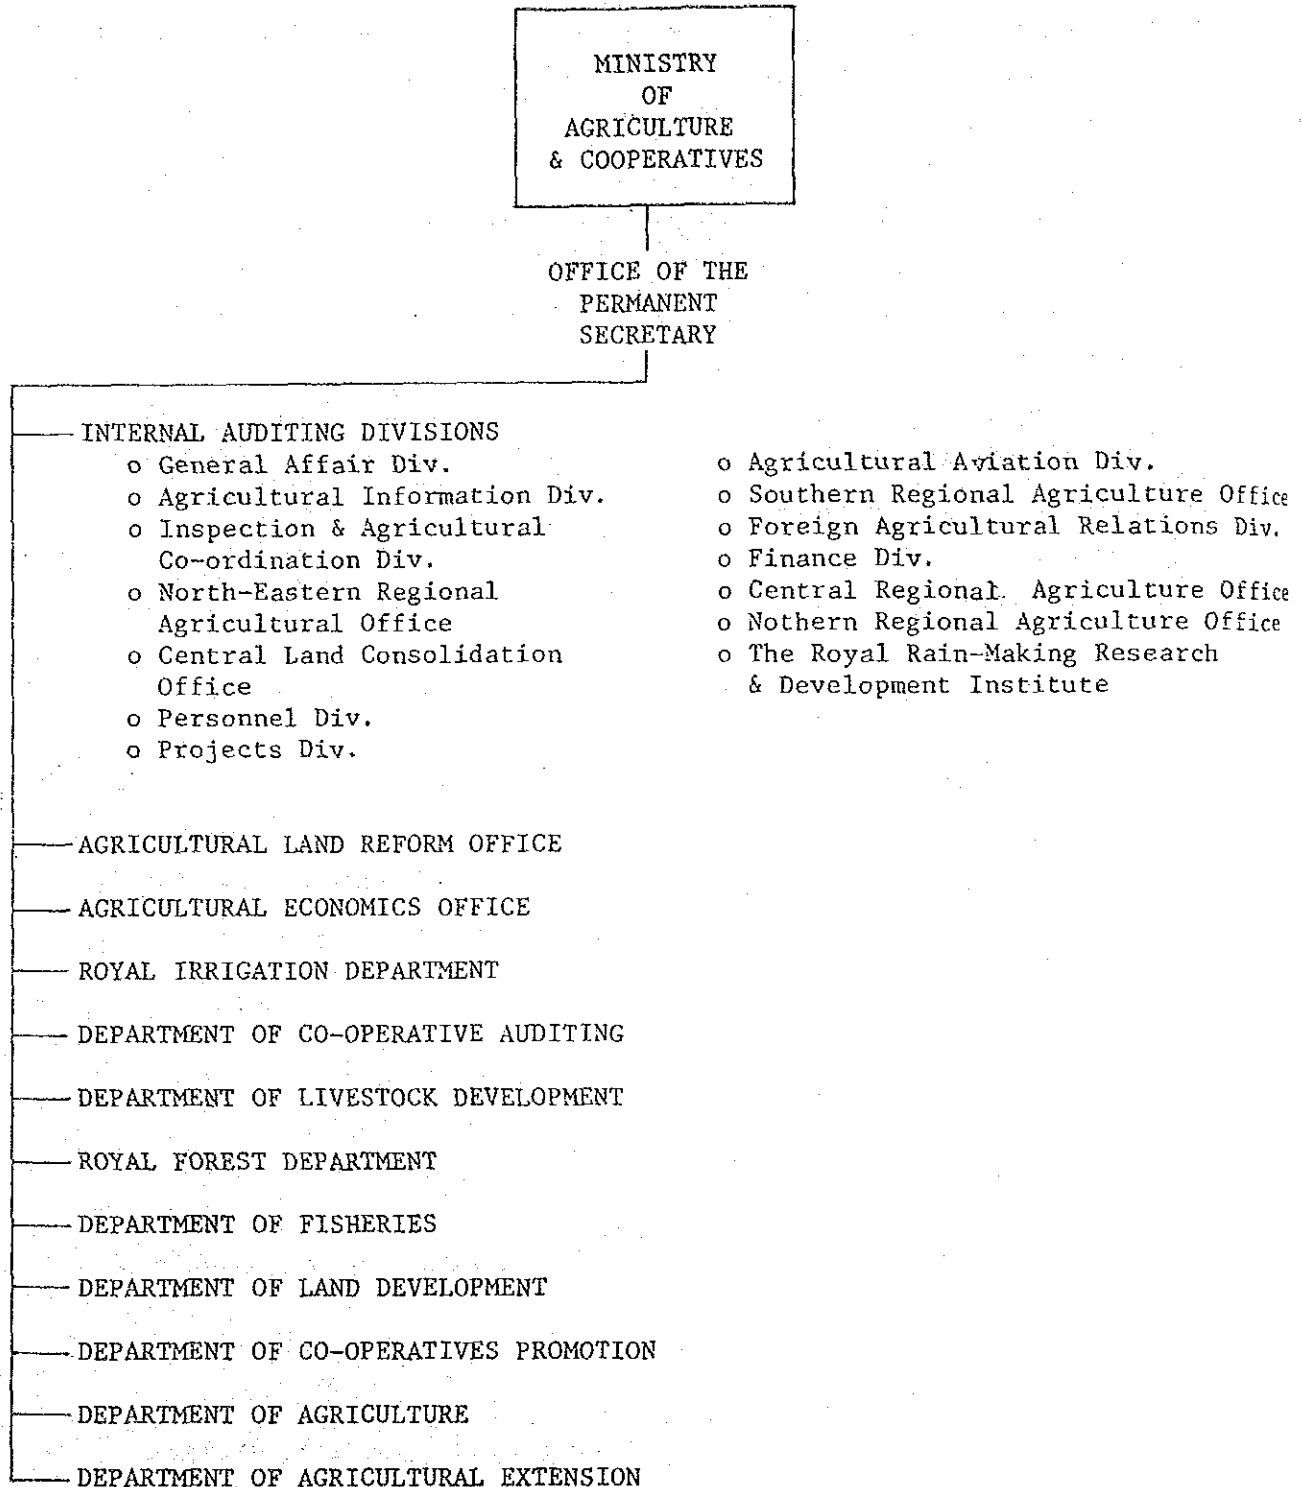 MINISTRY
OF
AGRICULTURE
& COOPERATIVES
OFFICE OF THE
PERMANENT
SECRETARY
INTERNAL AUDITING DIVISIONS
o General Affair Div.
o Agricultural Information Div.
o Inspection & Agricultural
Co-ordination Div.
o North-Eastern Regional
Agricultural Office
o Central Land Consolidation
Office
o Personnel Div.
o Projects Div.
o Agricultural Aviation Div.
o Southern Regional Agriculture Office
o Foreign Agricultural Relations Div.
o Finance Div.
o Central Regional. Agriculture Office
o Nothern Regional Agriculture Office
o The Royal Rain-Making Research
& Development Institute
AGRICULTURAL LAND REFORM OFFICE
AGRICULTURAL ECONOMICS OFFICE
ROYAL IRRIGATION DEPARTMENT
DEPARTMENT OF CO-OPERATIVE AUDITING
DEPARTMENT OF LIVESTOCK DEVELOPMENT
ROYAL FOREST DEPARTMENT
DEPARTMENT OF FISHERIES
DEPARTMENT OF LAND DEVELOPMENT
DEPARTMENT OF CO-OPERATIVES PROMOTION
DEPARTMENT OF AGRICULTURE
DEPARTMENT OF AGRICULTURAL EXTENSION